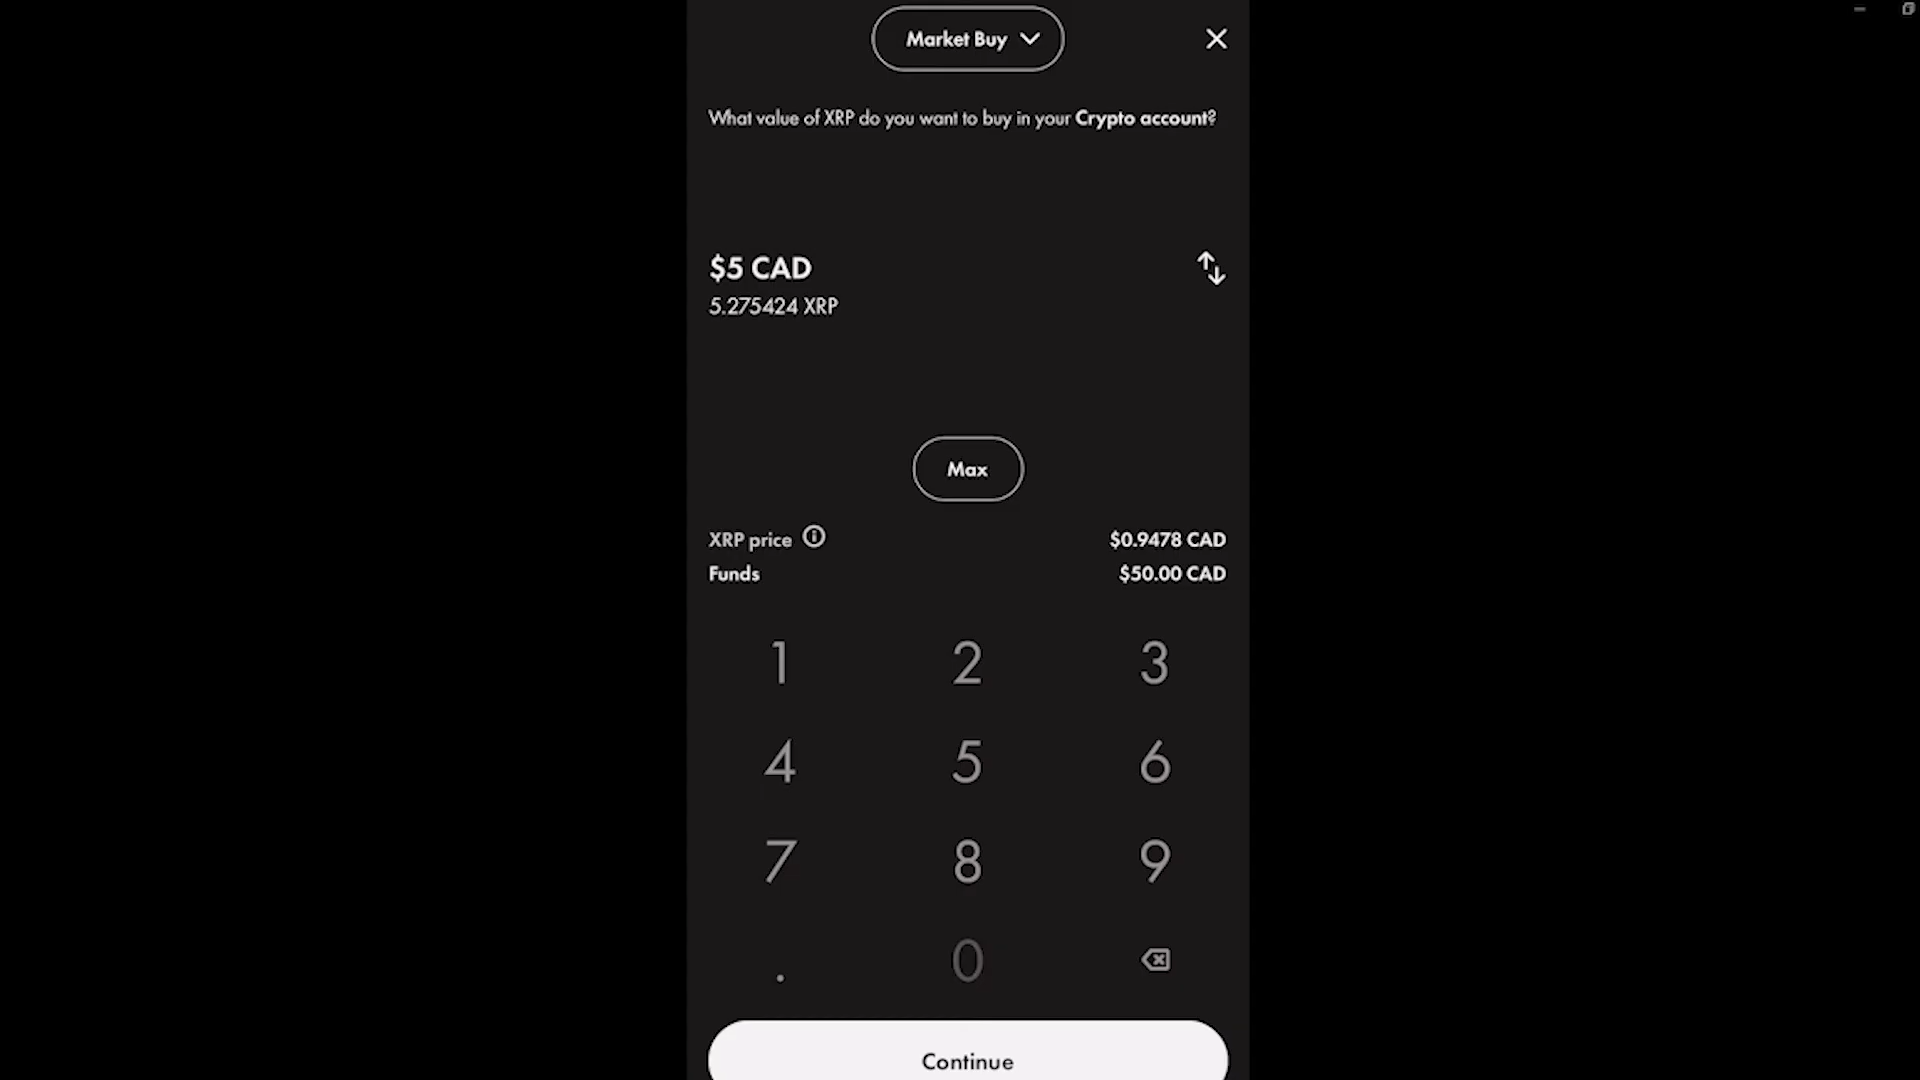 Market Buy
What value of XRP do you want to buy in your Crypto account?
$5 CAD
5.275424 XRP
Max
XRP price $0.9478 CAD
Funds $50.00 CAD
1 2 3
4 5 6
7 8 9
. 0
Continue